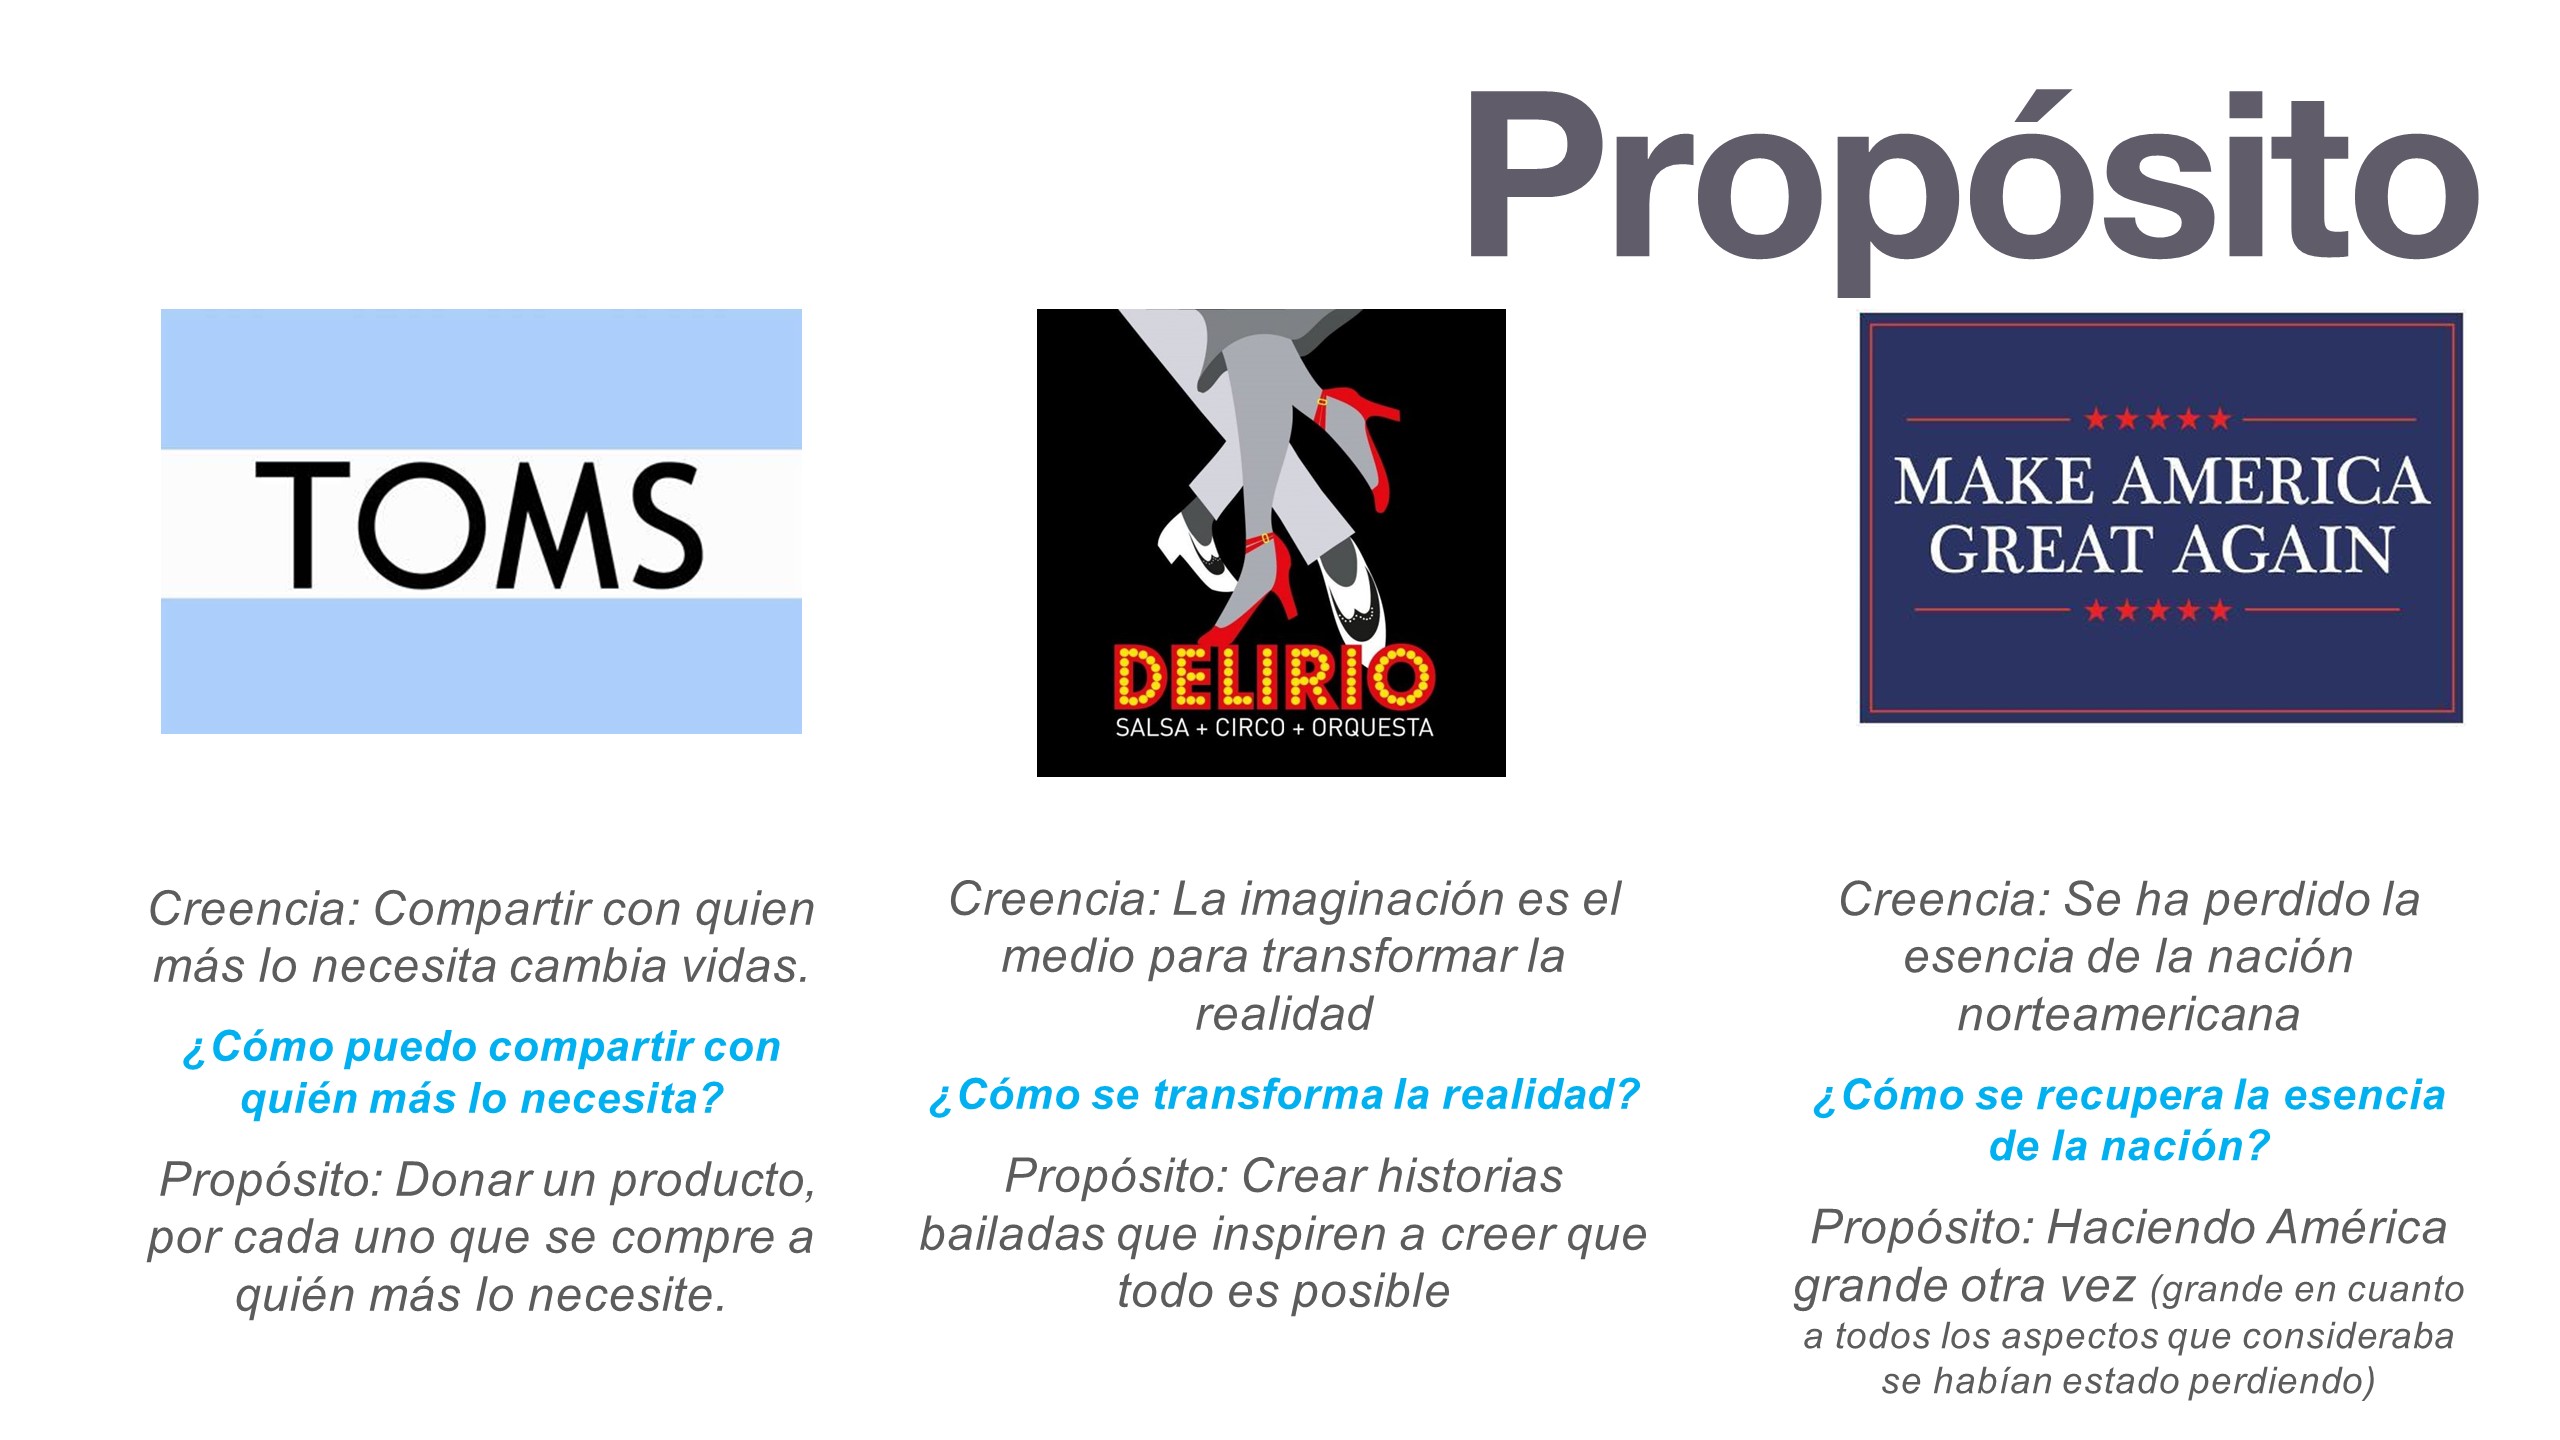 Propósito
TOMS
Creencia: Compartir con quien
más lo necesita cambia vidas.
¿Cómo puedo compartir con
quién más lo necesita?
Propósito: Donar un producto,
por cada uno que se compre a
quién más lo necesite.
DELIRIO
SALSA + CIRCO + ORQUESTA
Creencia: La imaginación es el
medio para transformar la
realidad
¿Cómo se transforma la realidad?
Propósito: Crear historias
bailadas que inspiren a creer que
todo es posible
MAKE AMERICA
GREAT AGAIN
Creencia: Se ha perdido la
esencia de la nación
norteamericana
¿Cómo se recupera la esencia
de la nación?
Propósito: Haciendo América
grande otra vez (grande en cuanto
a todos los aspectos que consideraba
se habían estado perdiendo)